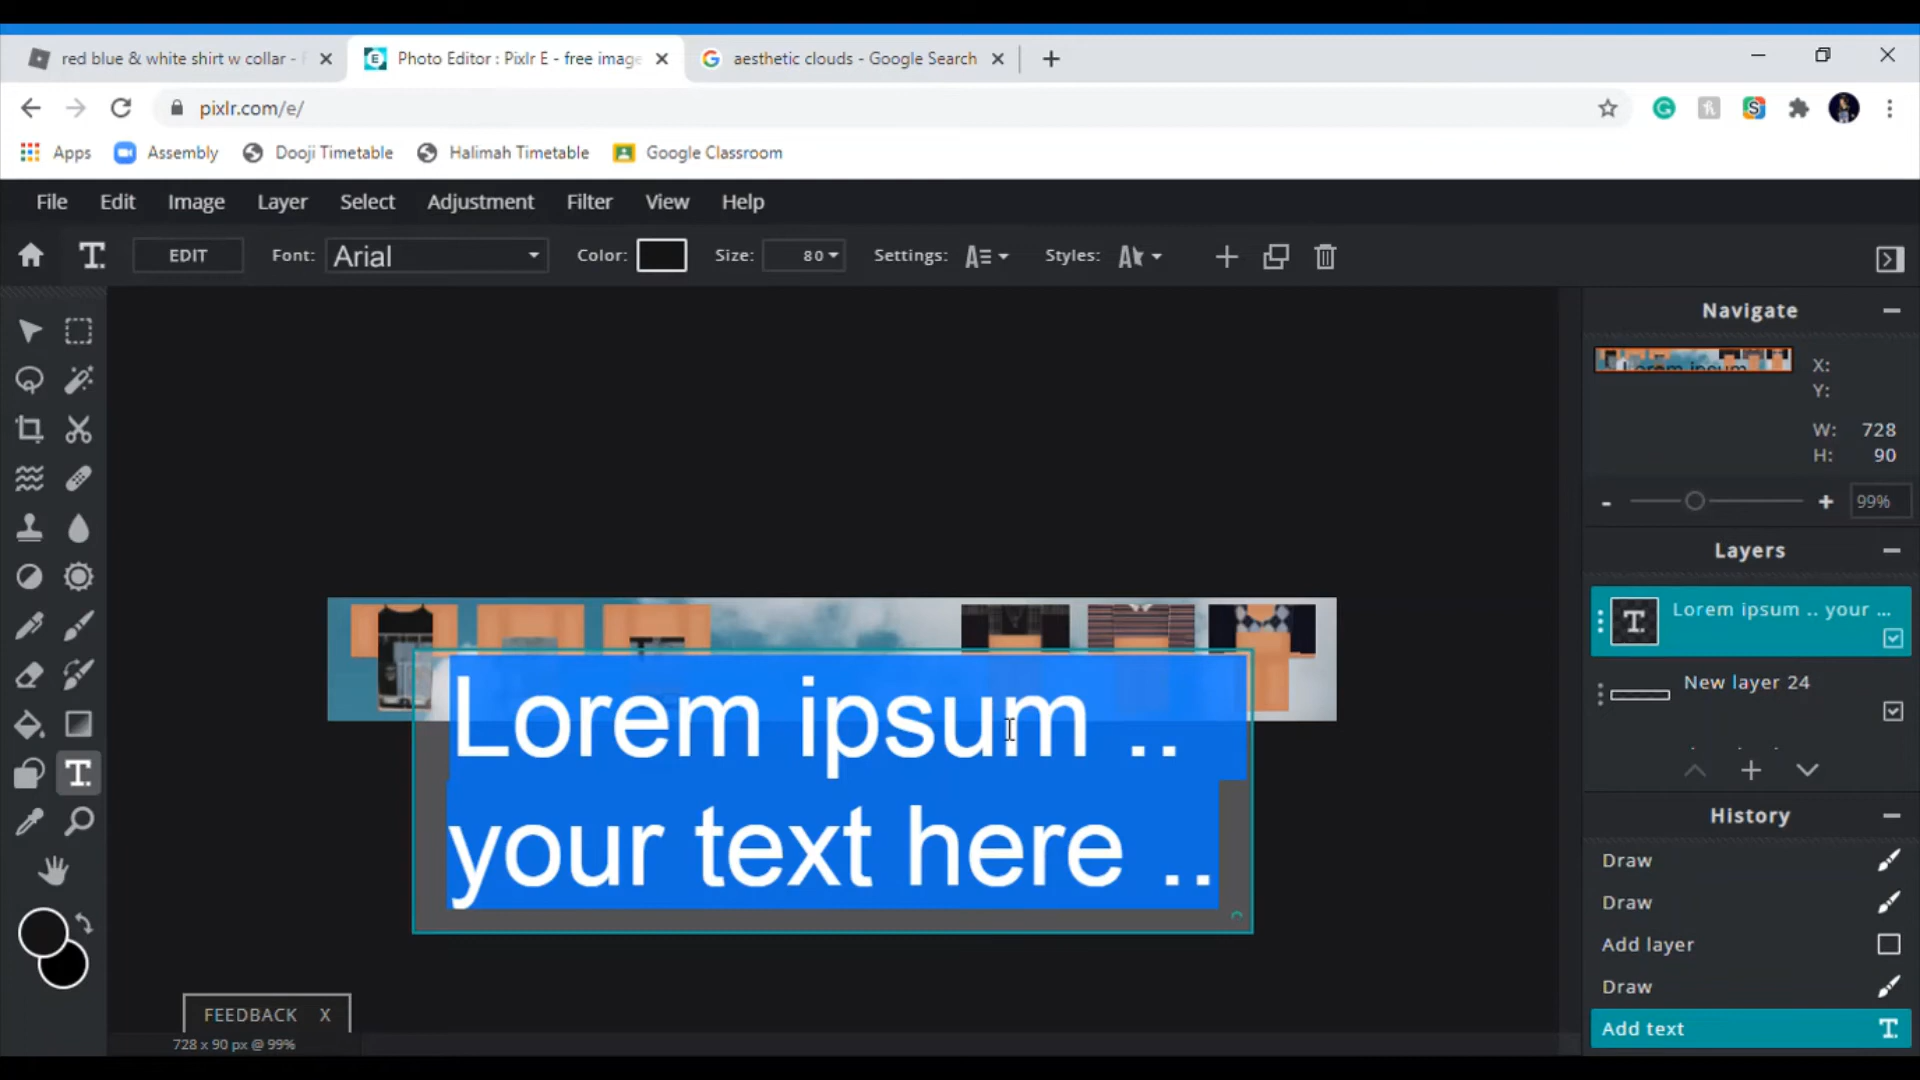 red blue & white shirt w collar -
Photo Editor : Pixlr E - free image
aesthetic clouds - Google Search
pixlr.com/e/
Apps
Assembly
Dooji Timetable
Halimah Timetable
Google Classroom
File Edit Image Layer Select Adjustment Filter View Help
T. EDIT Font: Arial Color: Size: 80 Settings: Styles:
Navigate
X:
Y:
W: 728
H: 90
- + 99%
Layers
Lorem ipsum .. your ...
New layer 24
Lorem ipsum ..
your text here ..
History
Draw
Draw
Add layer
Draw
Add text
FEEDBACK X
728 x 90 px @ 99%